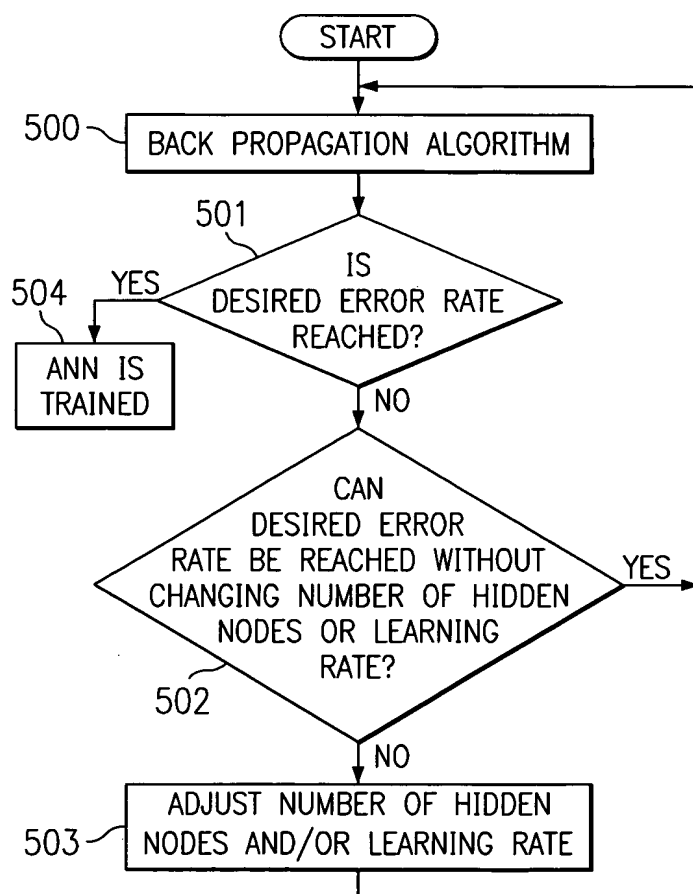 START
500
BACK PROPAGATION ALGORITHM
501
IS
DESIRED ERROR RATE
REACHED?
YES
504
ANN IS
TRAINED
NO
CAN
DESIRED ERROR
RATE BE REACHED WITHOUT
CHANGING NUMBER OF HIDDEN
NODES OR LEARNING
RATE?
YES
502
NO
503
ADJUST NUMBER OF HIDDEN
NODES AND/OR LEARNING RATE